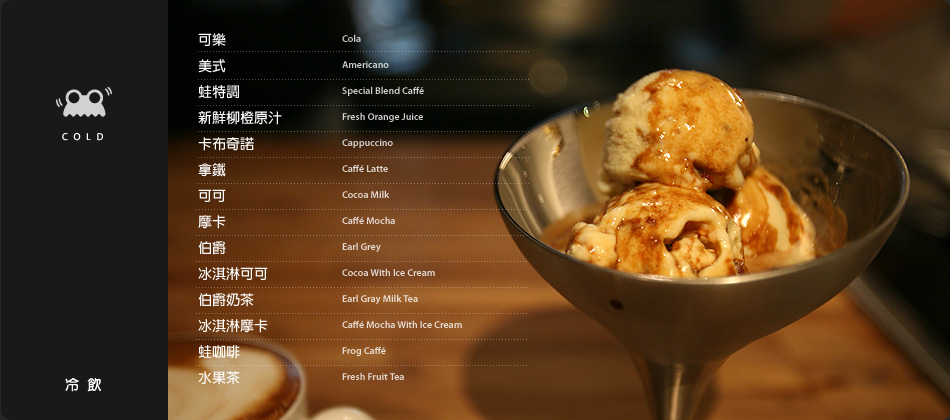 COLD
冷飲
可樂 Cola
美式 Americano
蛙特調 Special Blend Caffé
新鮮柳橙原汁 Fresh Orange Juice
卡布奇諾 Cappuccino
拿鐵 Caffé Latte
可可 Cocoa Milk
摩卡 Caffé Mocha
伯爵 Earl Grey
冰淇淋可可 Cocoa With Ice Cream
伯爵奶茶 Earl Gray Milk Tea
冰淇淋摩卡 Caffé Mocha With Ice Cream
蛙咖啡 Frog Caffé
水果茶 Fresh Fruit Tea